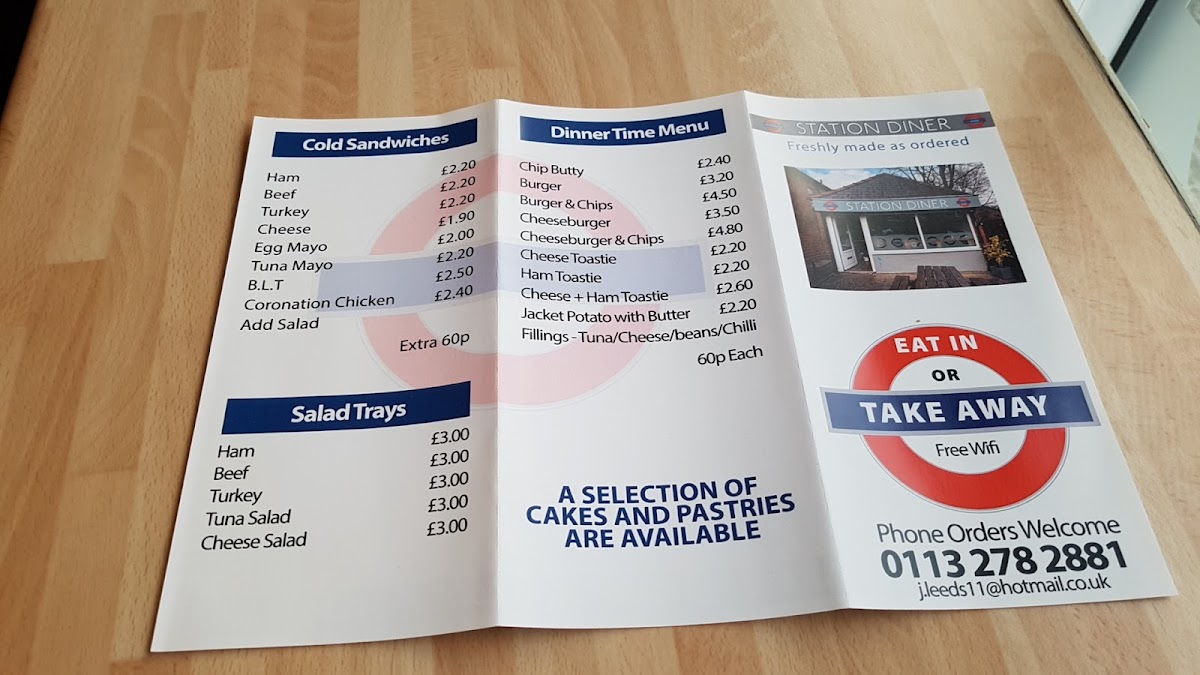 Cold Sandwiches
Ham £2.20
Beef £2.20
Turkey £2.20
Cheese £1.90
Egg Mayo £2.00
Tuna Mayo £2.20
B.L.T £2.50
Coronation Chicken £2.40
Add Salad
Extra 60p
Salad Trays
Ham £3.00
Beef £3.00
Turkey £3.00
Tuna Salad £3.00
Cheese Salad £3.00
Dinner Time Menu
Chip Butty £2.40
Burger £3.20
Burger & Chips £4.50
Cheeseburger £3.50
Cheeseburger & Chips £4.80
Cheese Toastie £2.20
Ham Toastie £2.20
Cheese + Ham Toastie £2.60
Jacket Potato with Butter £2.20
Fillings - Tuna/Cheese/beans/Chilli
60p Each
A SELECTION OF
CAKES AND PASTRIES
ARE AVAILABLE
STATION DINER
Freshly made as ordered
STATION DINER
EAT IN
OR
TAKE AWAY
Free Wifi
Phone Orders Welcome
0113 278 2881
j.leeds11@hotmail.co.uk